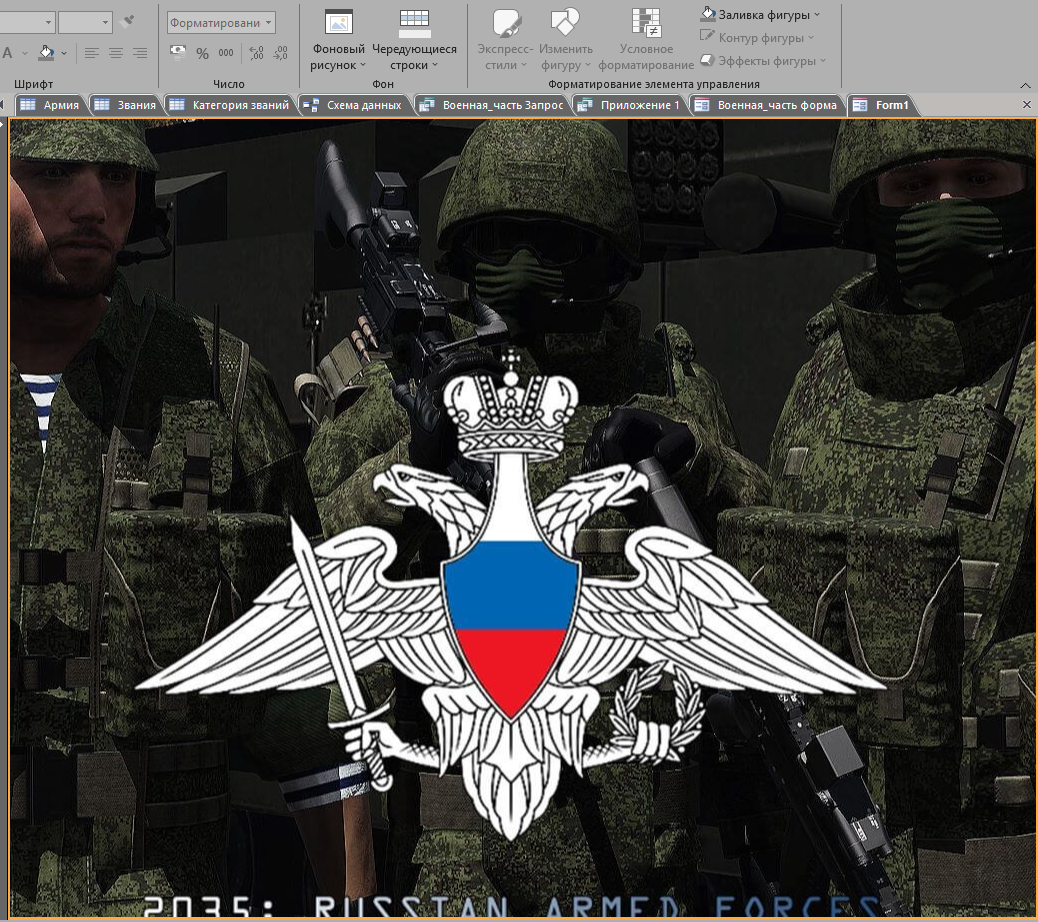 Форматировани
A
% 000
Фоновый рисунок
Чередующиеся строки
Экспресс-стили
Изменить фигуру
Условное форматирование
Заливка фигуры
Контур фигуры
Эффекты фигуры
Шрифт
Число
Фон
Форматирование элемента управления
Армия
Звания
Категория званий
Схема данных
Военная_часть Запрос
Приложение 1
Военная_часть форма
Form1
2035: RUSSIAN ARMED FORCES